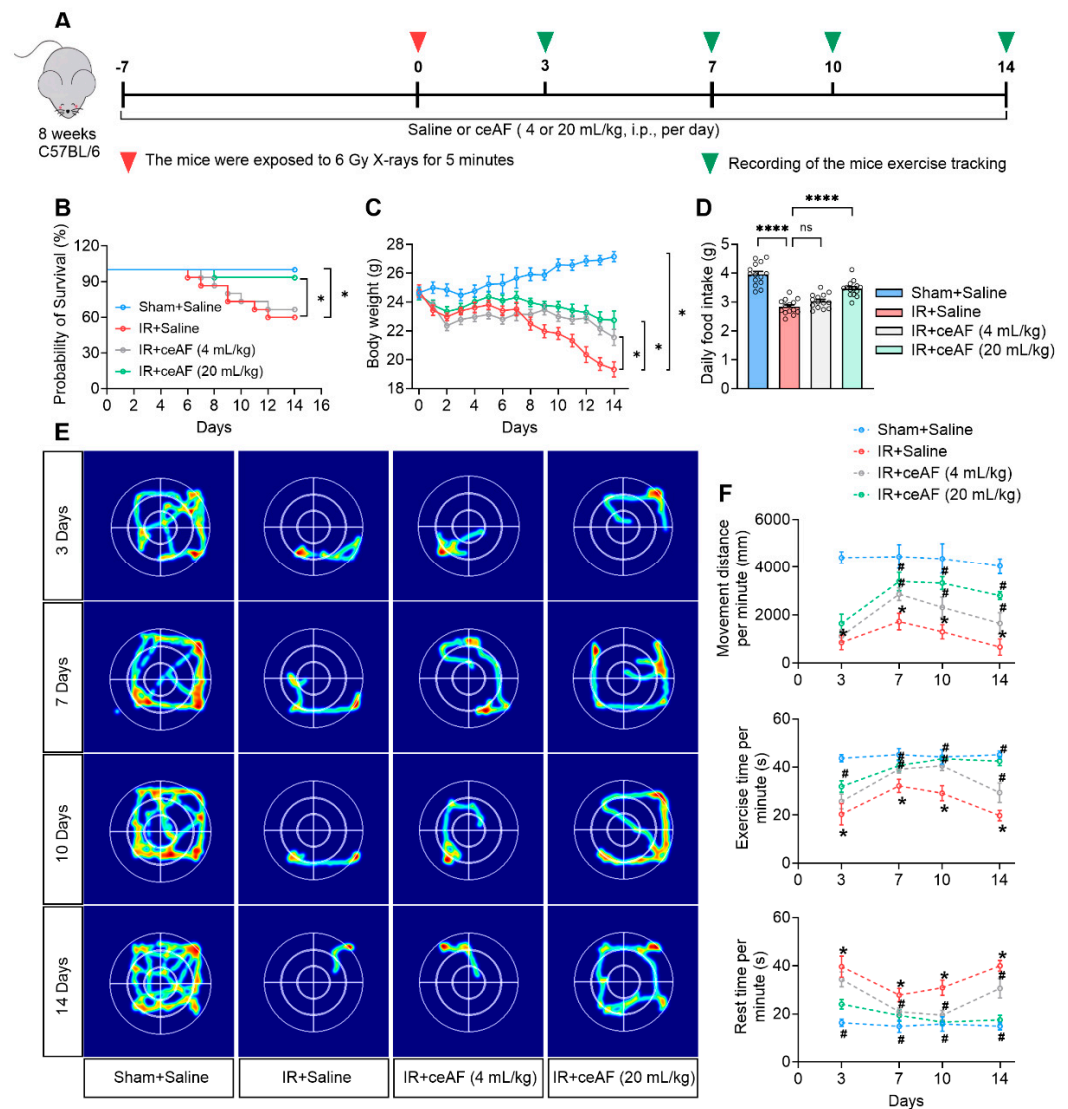 A
-7
0
3
7
10
14
8 weeks
C57BL/6
Saline or ceAF ( 4 or 20 mL/kg, i.p., per day)
The mice were exposed to 6 Gy X-rays for 5 minutes
Recording of the mice exercise tracking
B
Probability of Survival (%)
120
90
60
30
0
0 2 4 6 8 10 12 14 16
Days
Sham+Saline
IR+Saline
IR+ceAF (4 mL/kg)
IR+ceAF (20 mL/kg)
*
*
C
Body weight (g)
28
26
24
22
20
18
0 2 4 6 8 10 12 14
Days
*
*
*
D
Daily food intake (g)
5
4
3
2
1
0
****
****
ns
Sham+Saline
IR+Saline
IR+ceAF (4 mL/kg)
IR+ceAF (20 mL/kg)
E
3 Days
7 Days
10 Days
14 Days
Sham+Saline
IR+Saline
IR+ceAF (4 mL/kg)
IR+ceAF (20 mL/kg)
F
Sham+Saline
IR+Saline
IR+ceAF (4 mL/kg)
IR+ceAF (20 mL/kg)
Movement distance
per minute (mm)
6000
4000
2000
0
# # #
# # #
* * * *
0 3 7 10 14
Exercise time per
minute (s)
60
40
20
0
# # # #
# # #
* * * *
0 3 7 10 14
Rest time per
minute (s)
60
40
20
0
* * * *
# # #
# # # #
0 3 7 10 14
Days